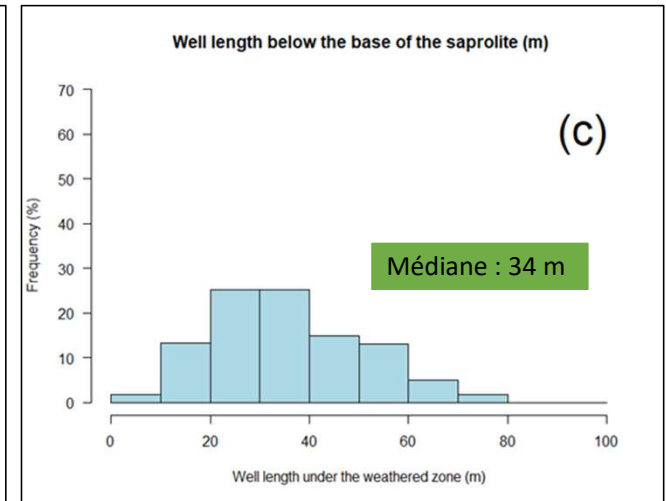 Well length below the base of the saprolite (m)
(c)
Médiane : 34 m
Frequency (%)
70
60
50
40
30
20
10
0
0 20 40 60 80 100
Well length under the weathered zone (m)